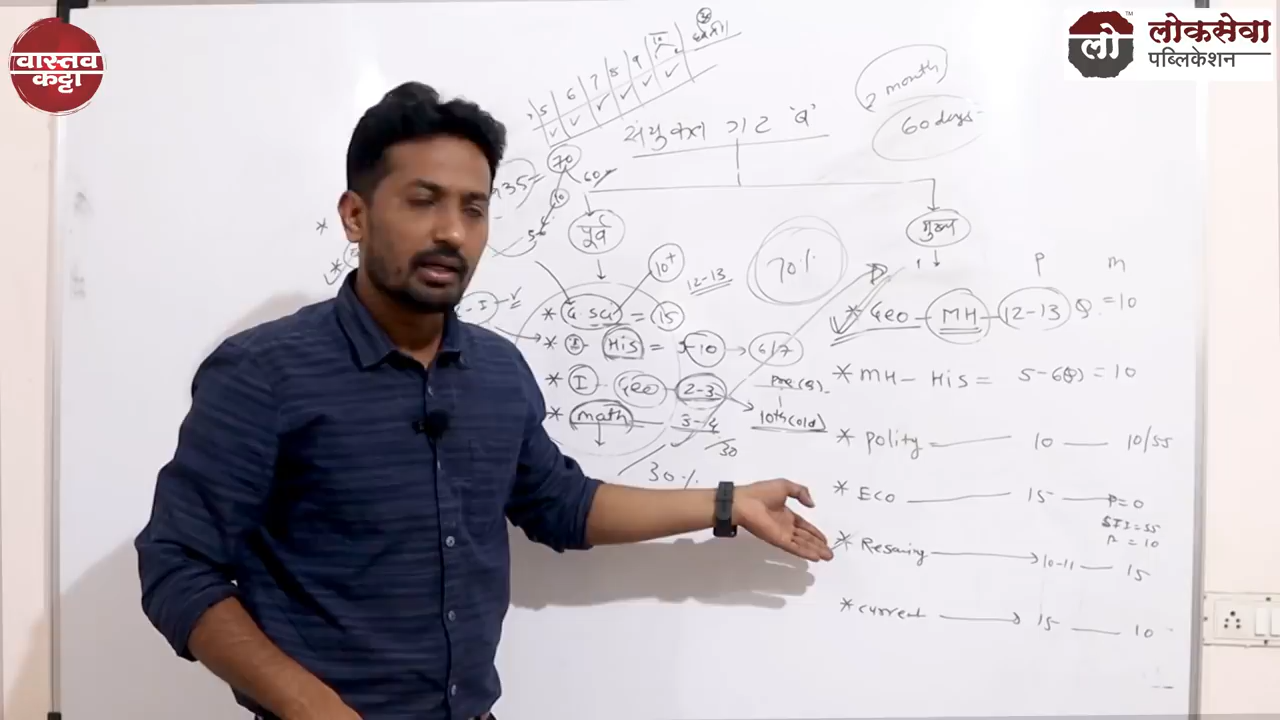 वास्तव
कट्टा
लो
लोकसेवा
पब्लिकेशन
2 month
60 days
5 6 7 8 9
संयुक्त गट 'ब'
35 = 70
60
10
पूर्व
मुख्य
10+
12-13
70%
P m
* G. sci = 15
* I - His = 5-10 → 6/7
* I - Geo 2-3
* math 3-4
/30
30%
Pre(8)
10th(old)
* Geo - MH - 12-13 Q. = 10
* MH - His = 5-6(Q) = 10
* Polity 10 10/55
* Eco 15 P=0
STI=55
P = 10
* Resaning → 10-11 15
* current → 15 10